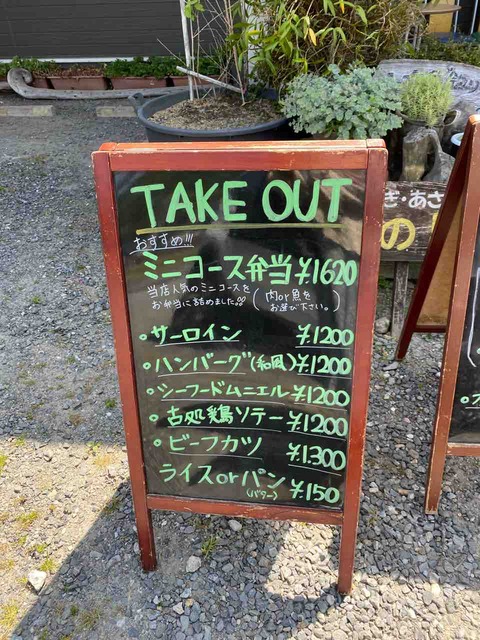 TAKE OUT
おすすめ!!!
ミニコース弁当 ¥1620
当店人気のミニコースを
お弁当に詰めました
(肉or魚を
お選び下さい。)
・サーロイン ¥1200
・ハンバーグ(和風) ¥1200
・シーフードムニエル ¥1200
・古処鶏ソテー ¥1200
・ビーフカツ ¥1300
ライスorパン ¥150
(バター)
ぎ・あさ
の